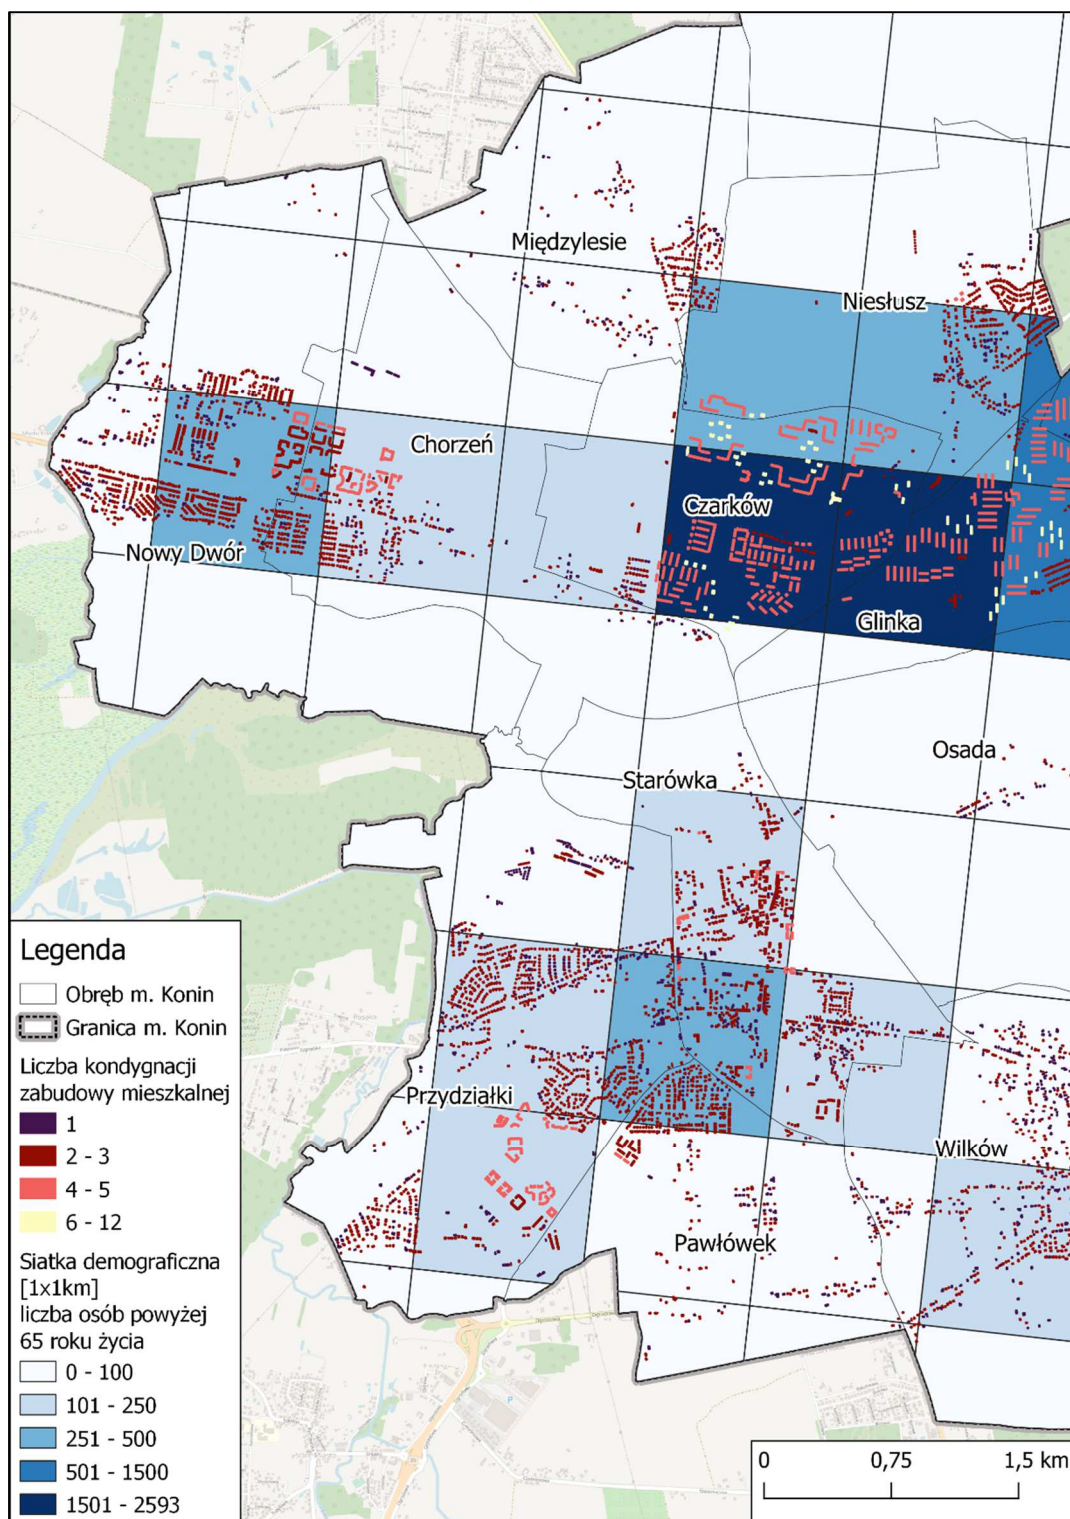 Międzylesie
Niesłusz
Chorzeń
Czarków
Nowy Dwór
Glinka
Osada
Starówka
Przydziałki
Wilków
Pawłówek
Legenda
Obręb m. Konin
Granica m. Konin
Liczba kondygnacji
zabudowy mieszkalnej
1
2 - 3
4 - 5
6 - 12
Siatka demograficzna
[1x1km]
liczba osób powyżej
65 roku życia
0 - 100
101 - 250
251 - 500
501 - 1500
1501 - 2593
0 0,75 1,5 km